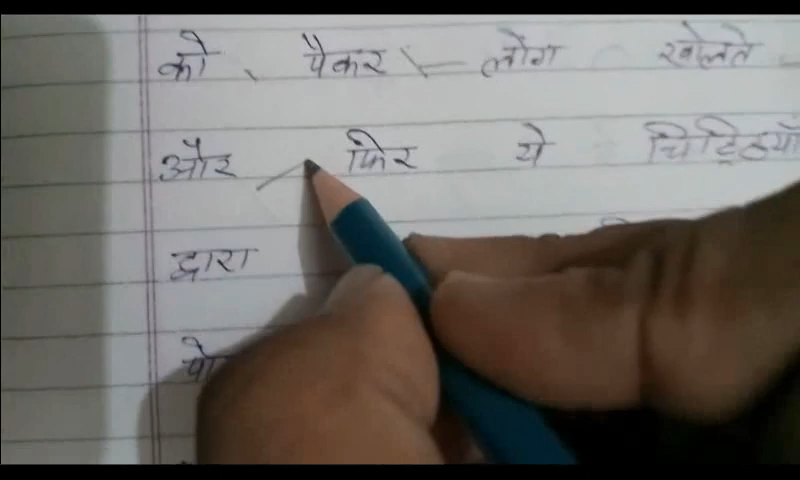 को पैकर लोग खोलते
और फिर ये चिट्ठियाँ
द्वारा